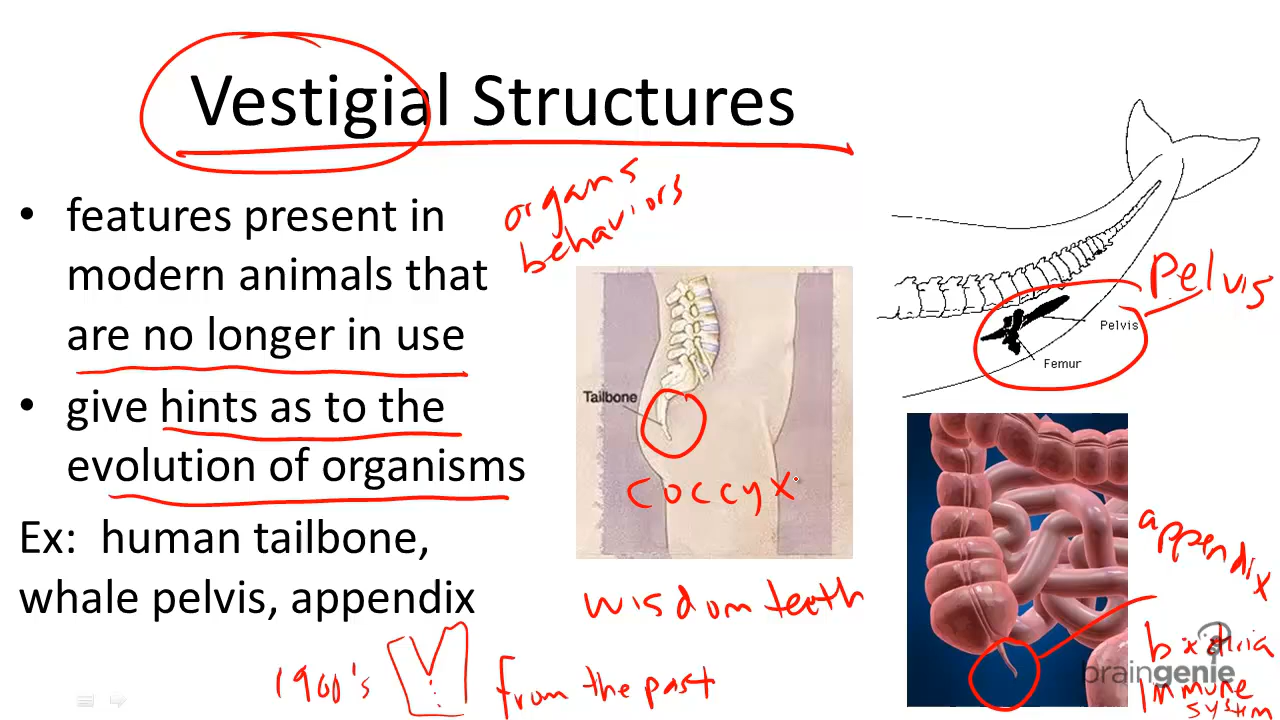 Vestigial Structures
• features present in
modern animals that
are no longer in use
• give hints as to the
evolution of organisms
Ex: human tailbone,
whale pelvis, appendix
organs
behaviors
Tailbone
coccyx
wisdom teeth
1900's
from the past
Pelvis
Pelvis
Femur
appendix
immune
system
braingenie